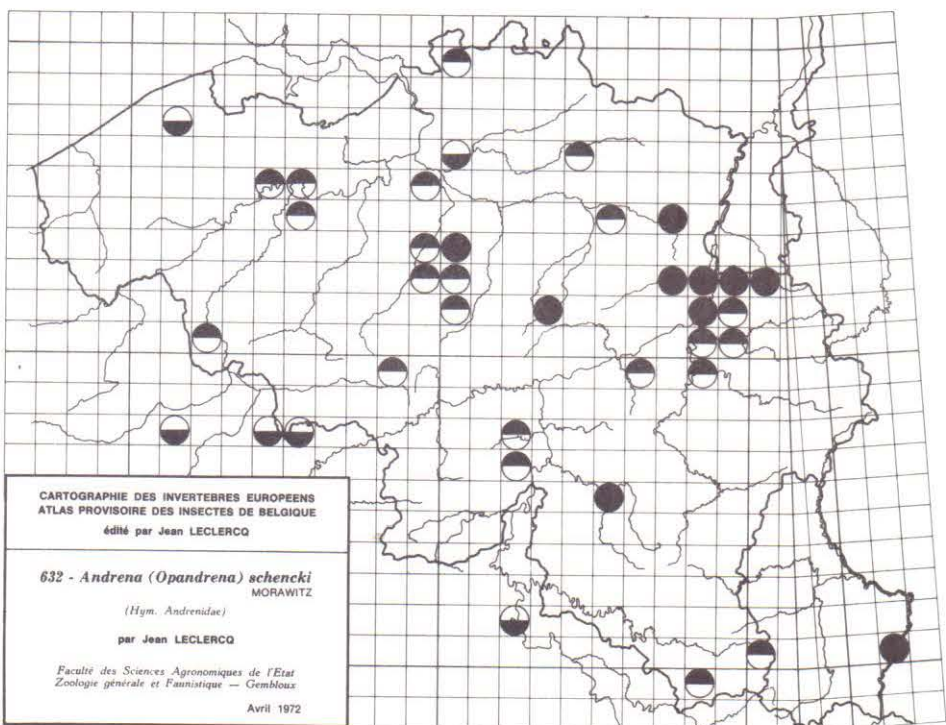 CARTOGRAPHIE DES INVERTEBRES EUROPEENS
ATLAS PROVISOIRE DES INSECTES DE BELGIQUE
édité par Jean LECLERCQ
632 - Andrena (Opandrena) schencki
MORAWITZ
(Hym. Andrenidae)
par Jean LECLERCQ
Faculté des Sciences Agronomiques de l'Etat
Zoologie générale et Faunistique — Gembloux
Avril 1972